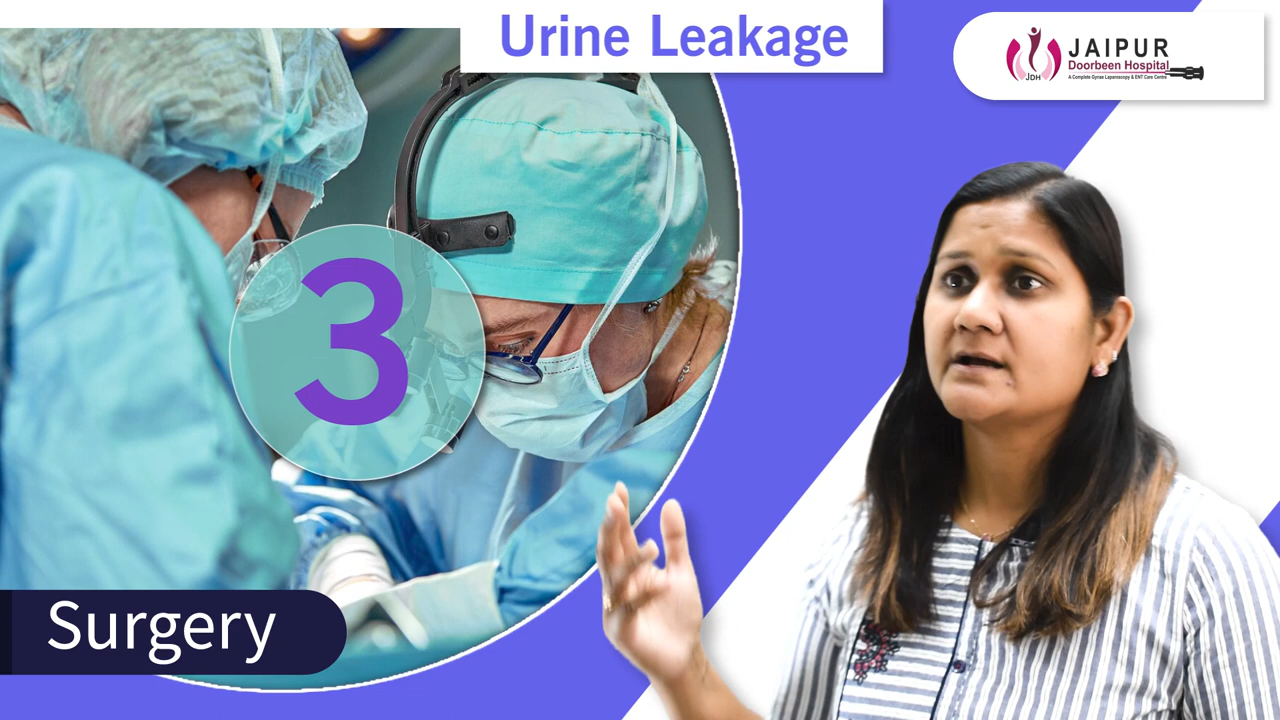 Urine Leakage
JDH
JAIPUR
Doorbeen Hospital
A Complete Gynae Laparoscopy & ENT Care Centre
3
Surgery